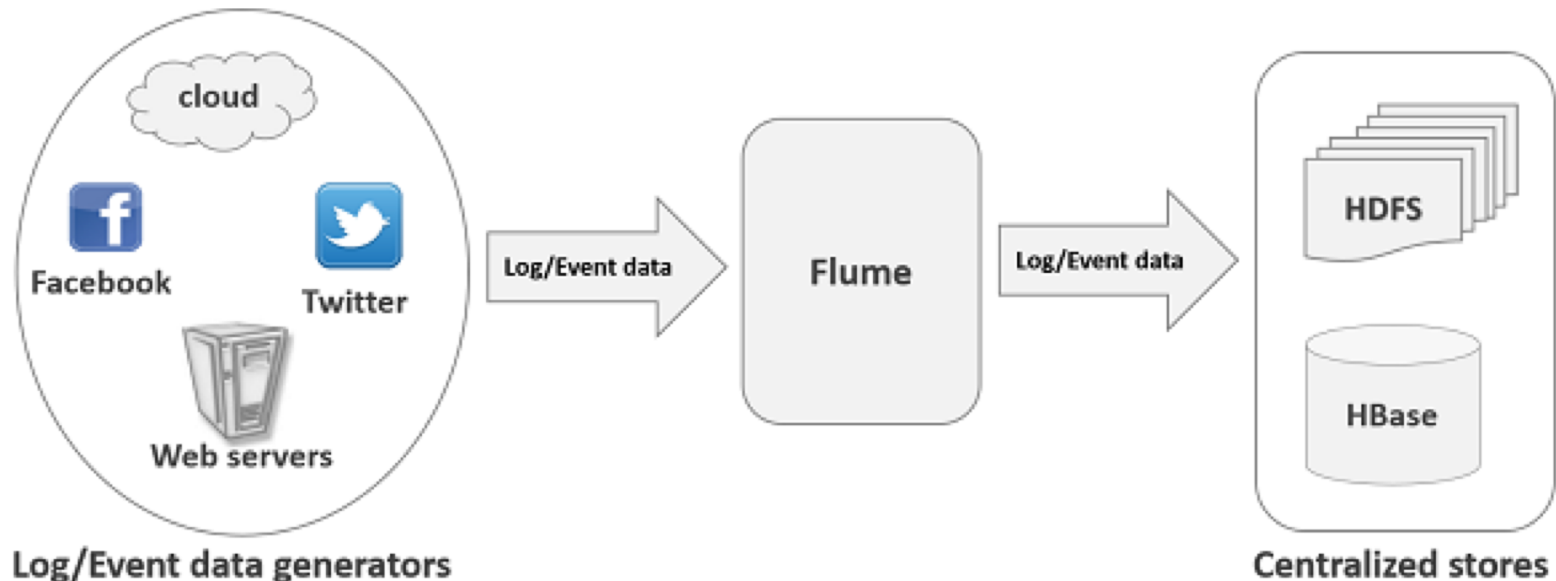 cloud
Facebook
Twitter
Web servers
Log/Event data generators
Log/Event data
Flume
Log/Event data
HDFS
HBase
Centralized stores